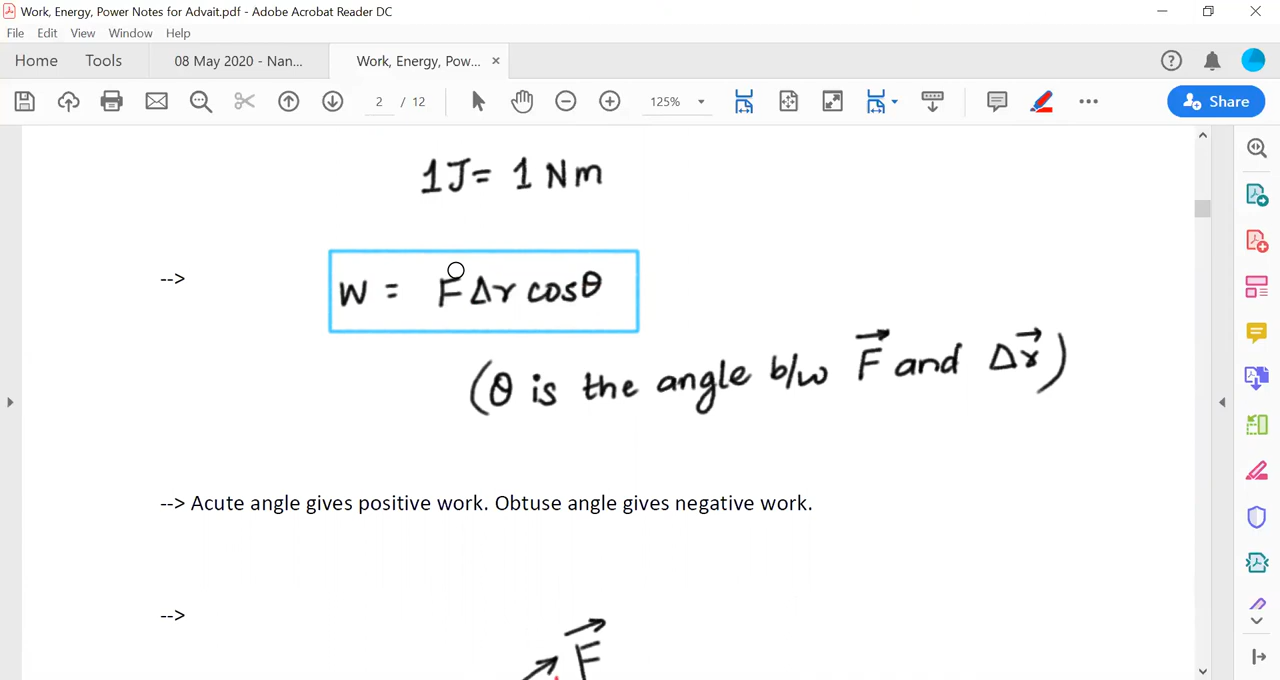 Work, Energy, Power Notes for Advait.pdf - Adobe Acrobat Reader DC
File Edit View Window Help
Home Tools 08 May 2020 - Nan... Work, Energy, Pow... ×
2 / 12 125% Share
1J = 1 Nm
--> W = FΔr cosθ
(θ is the angle b/w F⃗ and Δr⃗)
--> Acute angle gives positive work. Obtuse angle gives negative work.
-->
F⃗